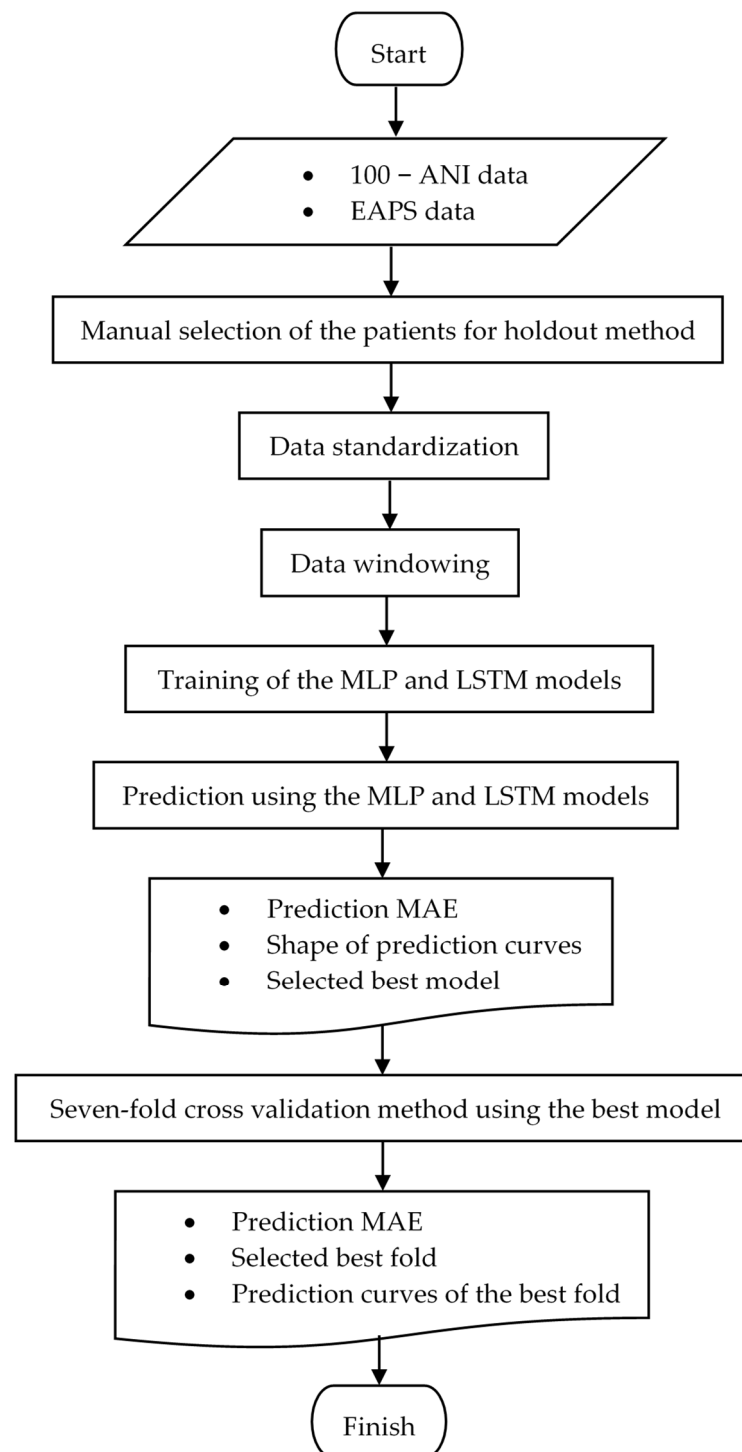 Start
• 100 − ANI data
• EAPS data
Manual selection of the patients for holdout method
Data standardization
Data windowing
Training of the MLP and LSTM models
Prediction using the MLP and LSTM models
• Prediction MAE
• Shape of prediction curves
• Selected best model
Seven-fold cross validation method using the best model
• Prediction MAE
• Selected best fold
• Prediction curves of the best fold
Finish